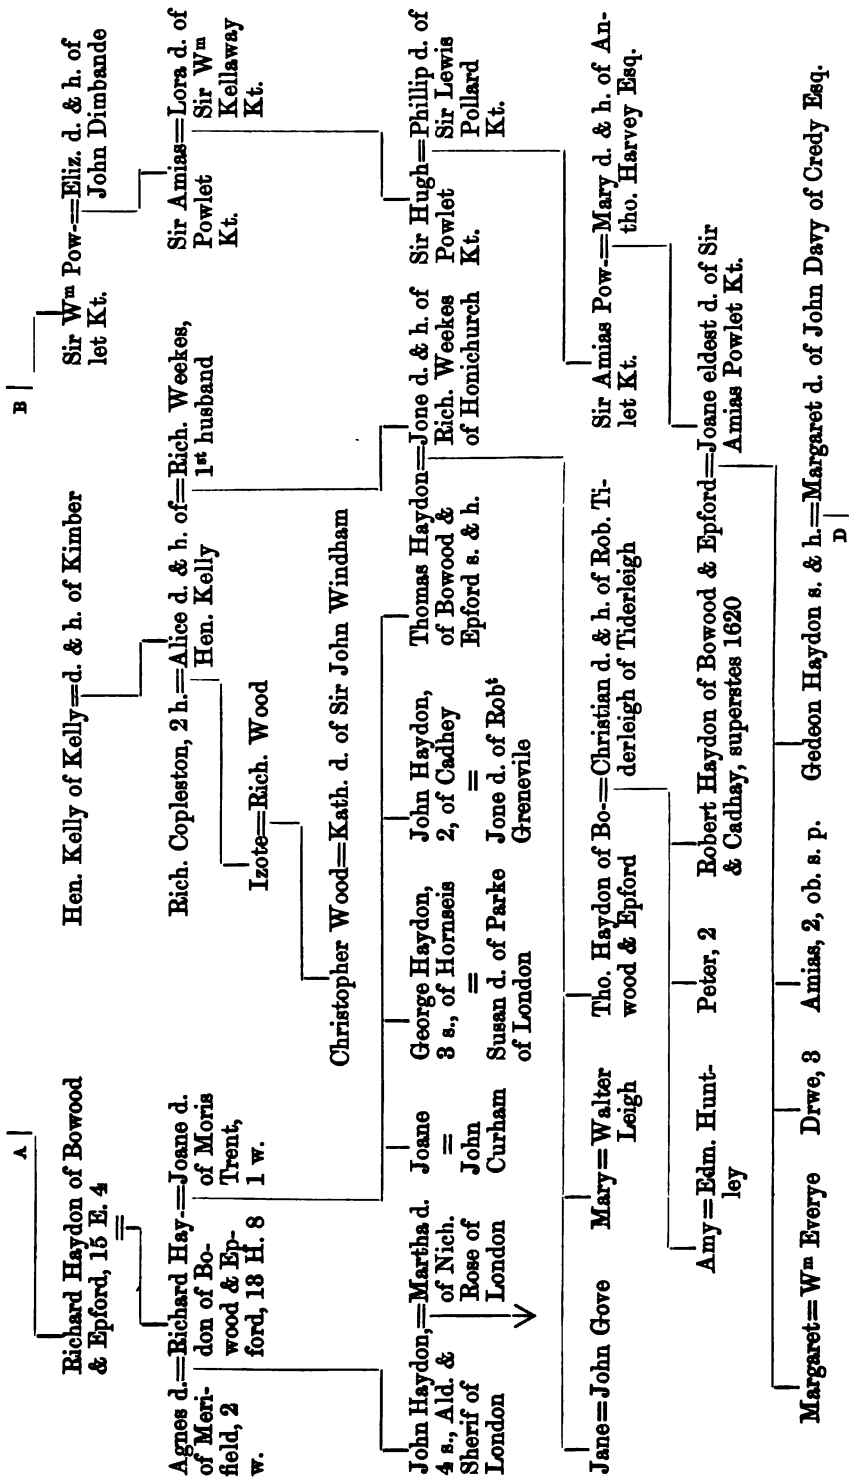 A
B
Richard Haydon of Bowood
& Epford, 15 E. 4
=
Hen. Kelly of Kelly=d. & h. of Kimber
Sir Wm Pow-=Eliz. d. & h. of
let Kt.
John Dimbande
Agnes d.=Richard Hay-=Joane d.
of Meri-
field, 2
w.
don of Bo-
wood & Ep-
ford, 18 H. 8
of Moris
Trent,
1 w.
Rich. Copleston, 2 h.=Alice d. & h. of=Rich. Weekes,
Hen. Kelly
1st husband
Sir Amias=Lora d. of
Powlet
Kt.
Sir Wm
Kellaway
Kt.
Izote=Rich. Wood
Christopher Wood=Kath. d. of Sir John Windham
John Haydon,=Martha d.
4 s., Ald. &
Sherif of
London
of Nich.
Rose of
London
Joane
=
John
Curham
George Haydon,
3 s., of Hornseis
=
Susan d. of Parke
of London
John Haydon,
2, of Cadhey
=
Jone d. of Robt
Grenevile
Thomas Haydon=Jone d. & h. of
of Bowood &
Epford s. & h.
Rich. Weekes
of Honichurch
Sir Hugh=Phillip d. of
Powlet
Kt.
Sir Lewis
Pollard
Kt.
Jane=John Gove
Mary=Walter
Leigh
Tho. Haydon of Bo-=Christian d. & h. of Rob. Ti-
wood & Epford
derleigh of Tiderleigh
Sir Amias Pow-=Mary d. & h. of An-
let Kt.
tho. Harvey Esq.
Amy=Edm. Hunt-
ley
Peter, 2
Robert Haydon of Bowood & Epford=Joane eldest d. of Sir
& Cadhay, superstes 1620
Amias Powlet Kt.
Margaret=Wm Everye
Drwe, 3
Amias, 2, ob. s. p.
Gedeon Haydon s. & h.=Margaret d. of John Davy of Credy Esq.
D